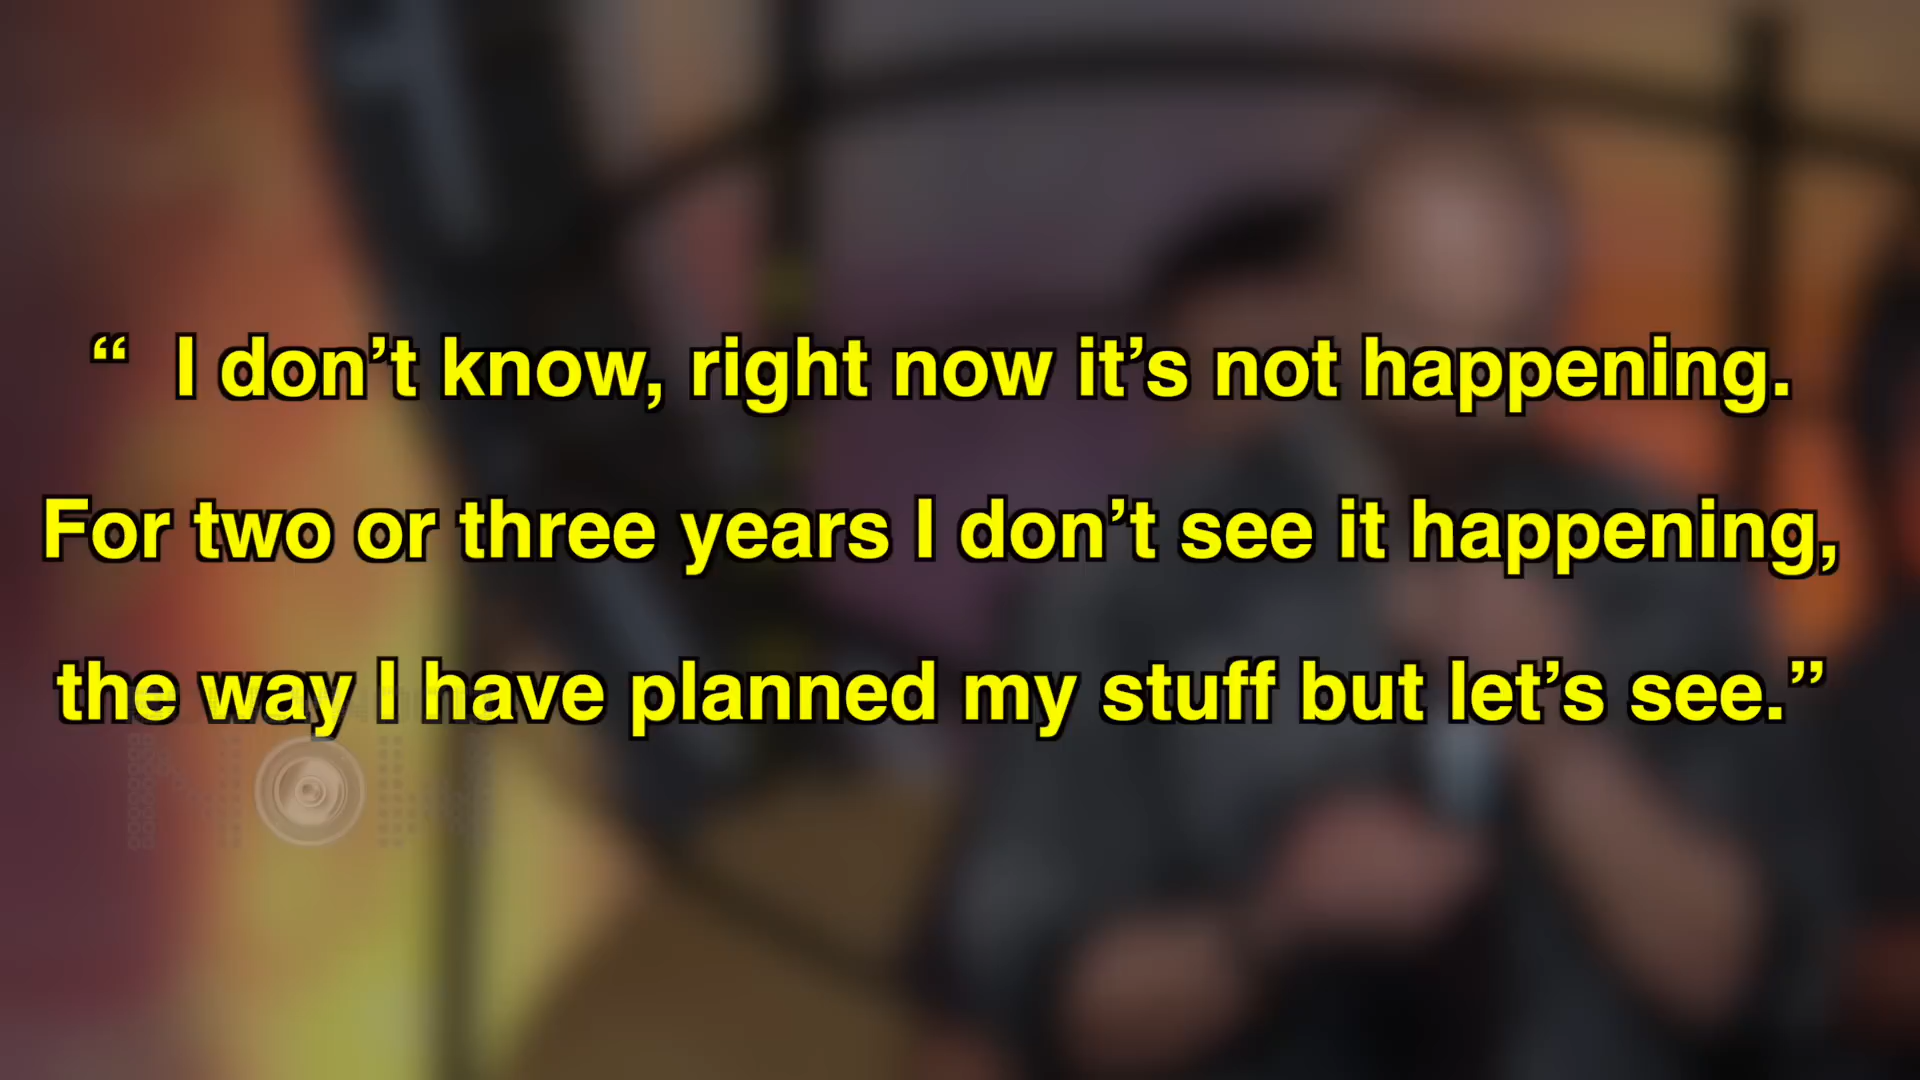 “ I don’t know, right now it’s not happening.
For two or three years I don’t see it happening,
the way I have planned my stuff but let’s see.”